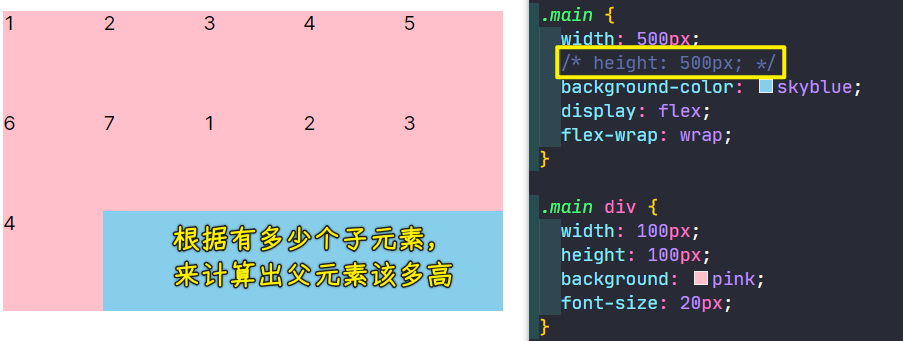 1 2 3 4 5
6 7 1 2 3
4
根据有多少个子元素，
来计算出父元素该多高
.main {
width: 500px;
/* height: 500px; */
background-color: skyblue;
display: flex;
flex-wrap: wrap;
}
.main div {
width: 100px;
height: 100px;
background: pink;
font-size: 20px;
}